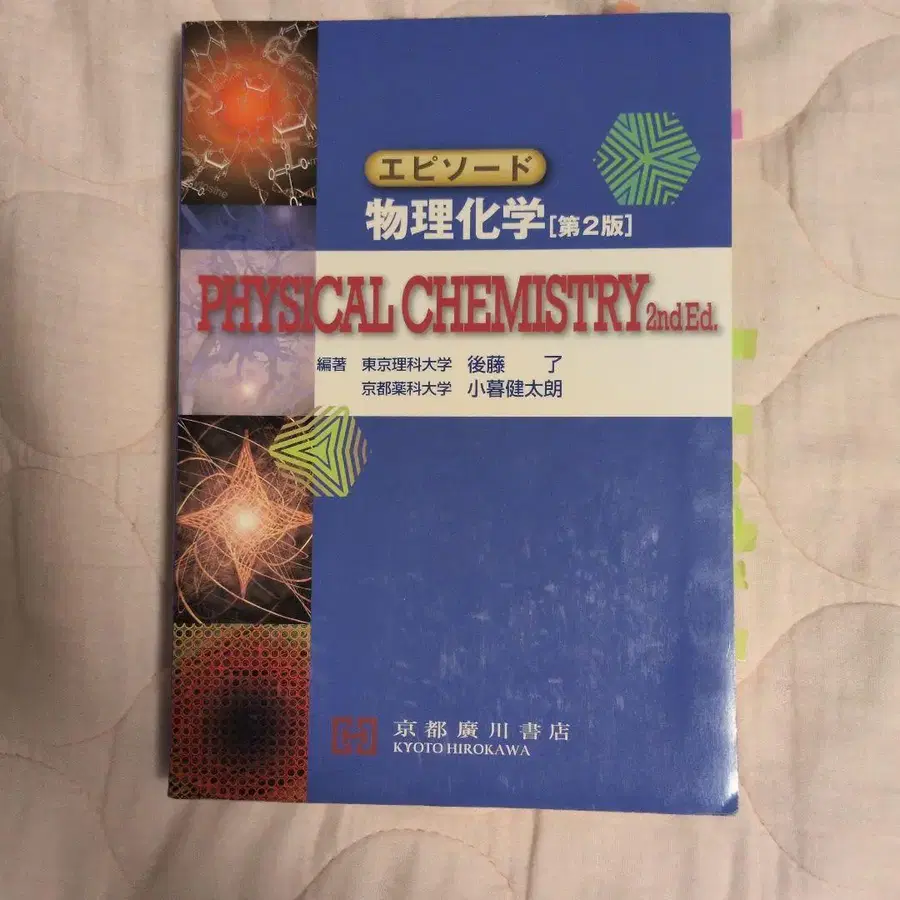 エピソード
物理化学[第2版]
PHYSICAL CHEMISTRY 2nd Ed.
編著 東京理科大学 後藤 了
京都薬科大学 小暮健太朗
京都廣川書店
KYOTO HIROKAWA